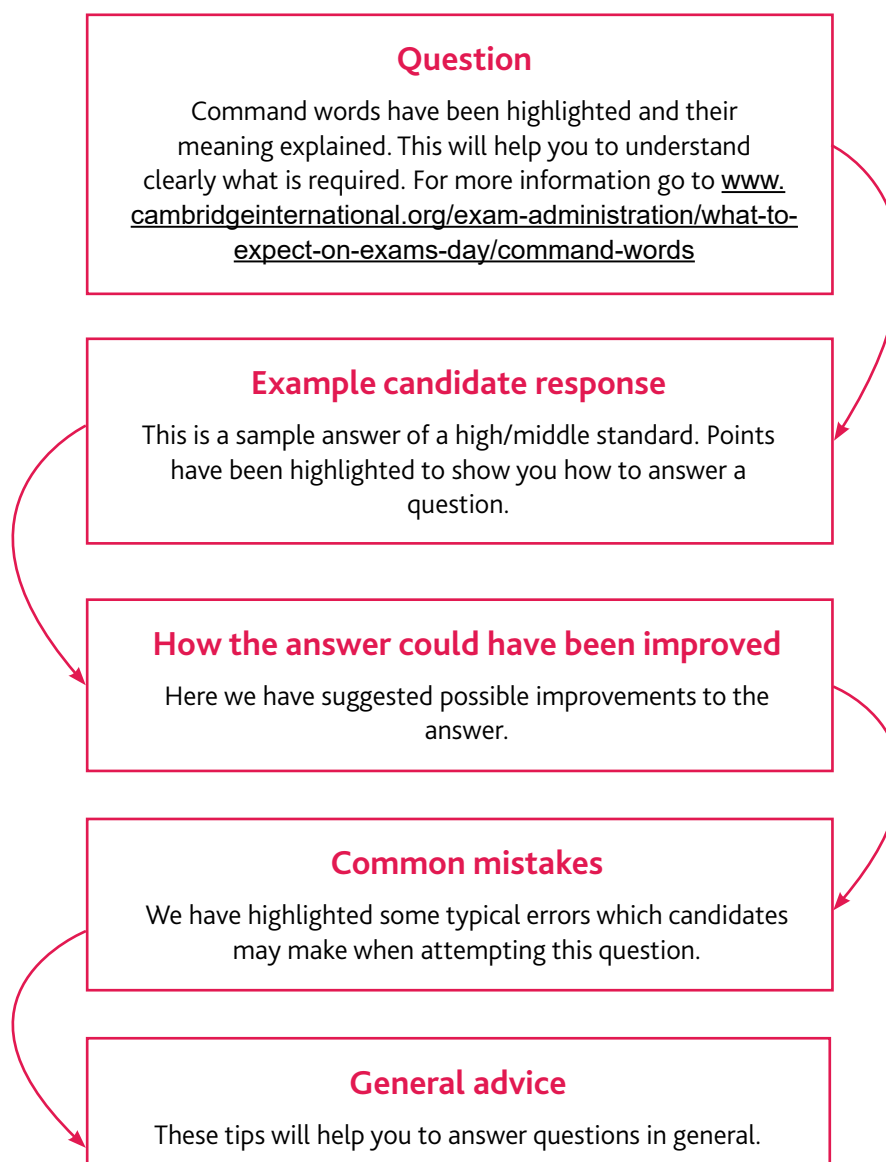 Question
Command words have been highlighted and their
meaning explained. This will help you to understand
clearly what is required. For more information go to www.
cambridgeinternational.org/exam-administration/what-to-
expect-on-exams-day/command-words
Example candidate response
This is a sample answer of a high/middle standard. Points
have been highlighted to show you how to answer a
question.
How the answer could have been improved
Here we have suggested possible improvements to the
answer.
Common mistakes
We have highlighted some typical errors which candidates
may make when attempting this question.
General advice
These tips will help you to answer questions in general.